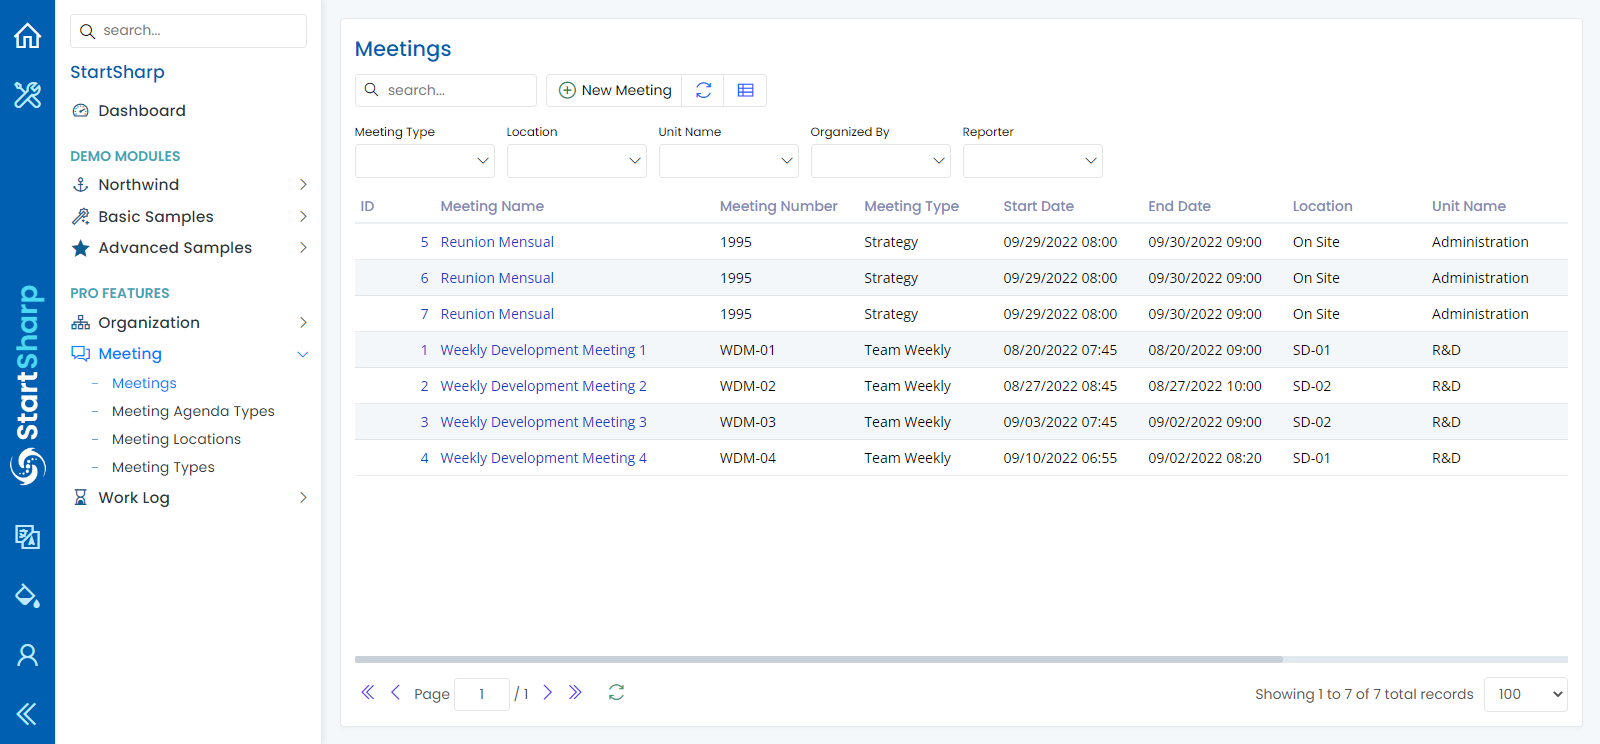 StartSharp
search...
StartSharp
Dashboard
DEMO MODULES
Northwind
Basic Samples
Advanced Samples
PRO FEATURES
Organization
Meeting
- Meetings
- Meeting Agenda Types
- Meeting Locations
- Meeting Types
Work Log
Meetings
search... New Meeting
Meeting Type Location Unit Name Organized By Reporter
ID Meeting Name Meeting Number Meeting Type Start Date End Date Location Unit Name
5 Reunion Mensual 1995 Strategy 09/29/2022 08:00 09/30/2022 09:00 On Site Administration
6 Reunion Mensual 1995 Strategy 09/29/2022 08:00 09/30/2022 09:00 On Site Administration
7 Reunion Mensual 1995 Strategy 09/29/2022 08:00 09/30/2022 09:00 On Site Administration
1 Weekly Development Meeting 1 WDM-01 Team Weekly 08/20/2022 07:45 08/20/2022 09:00 SD-01 R&D
2 Weekly Development Meeting 2 WDM-02 Team Weekly 08/27/2022 08:45 08/27/2022 10:00 SD-02 R&D
3 Weekly Development Meeting 3 WDM-03 Team Weekly 09/03/2022 07:45 09/02/2022 09:00 SD-02 R&D
4 Weekly Development Meeting 4 WDM-04 Team Weekly 09/10/2022 06:55 09/02/2022 08:20 SD-01 R&D
Page 1 / 1 Showing 1 to 7 of 7 total records 100